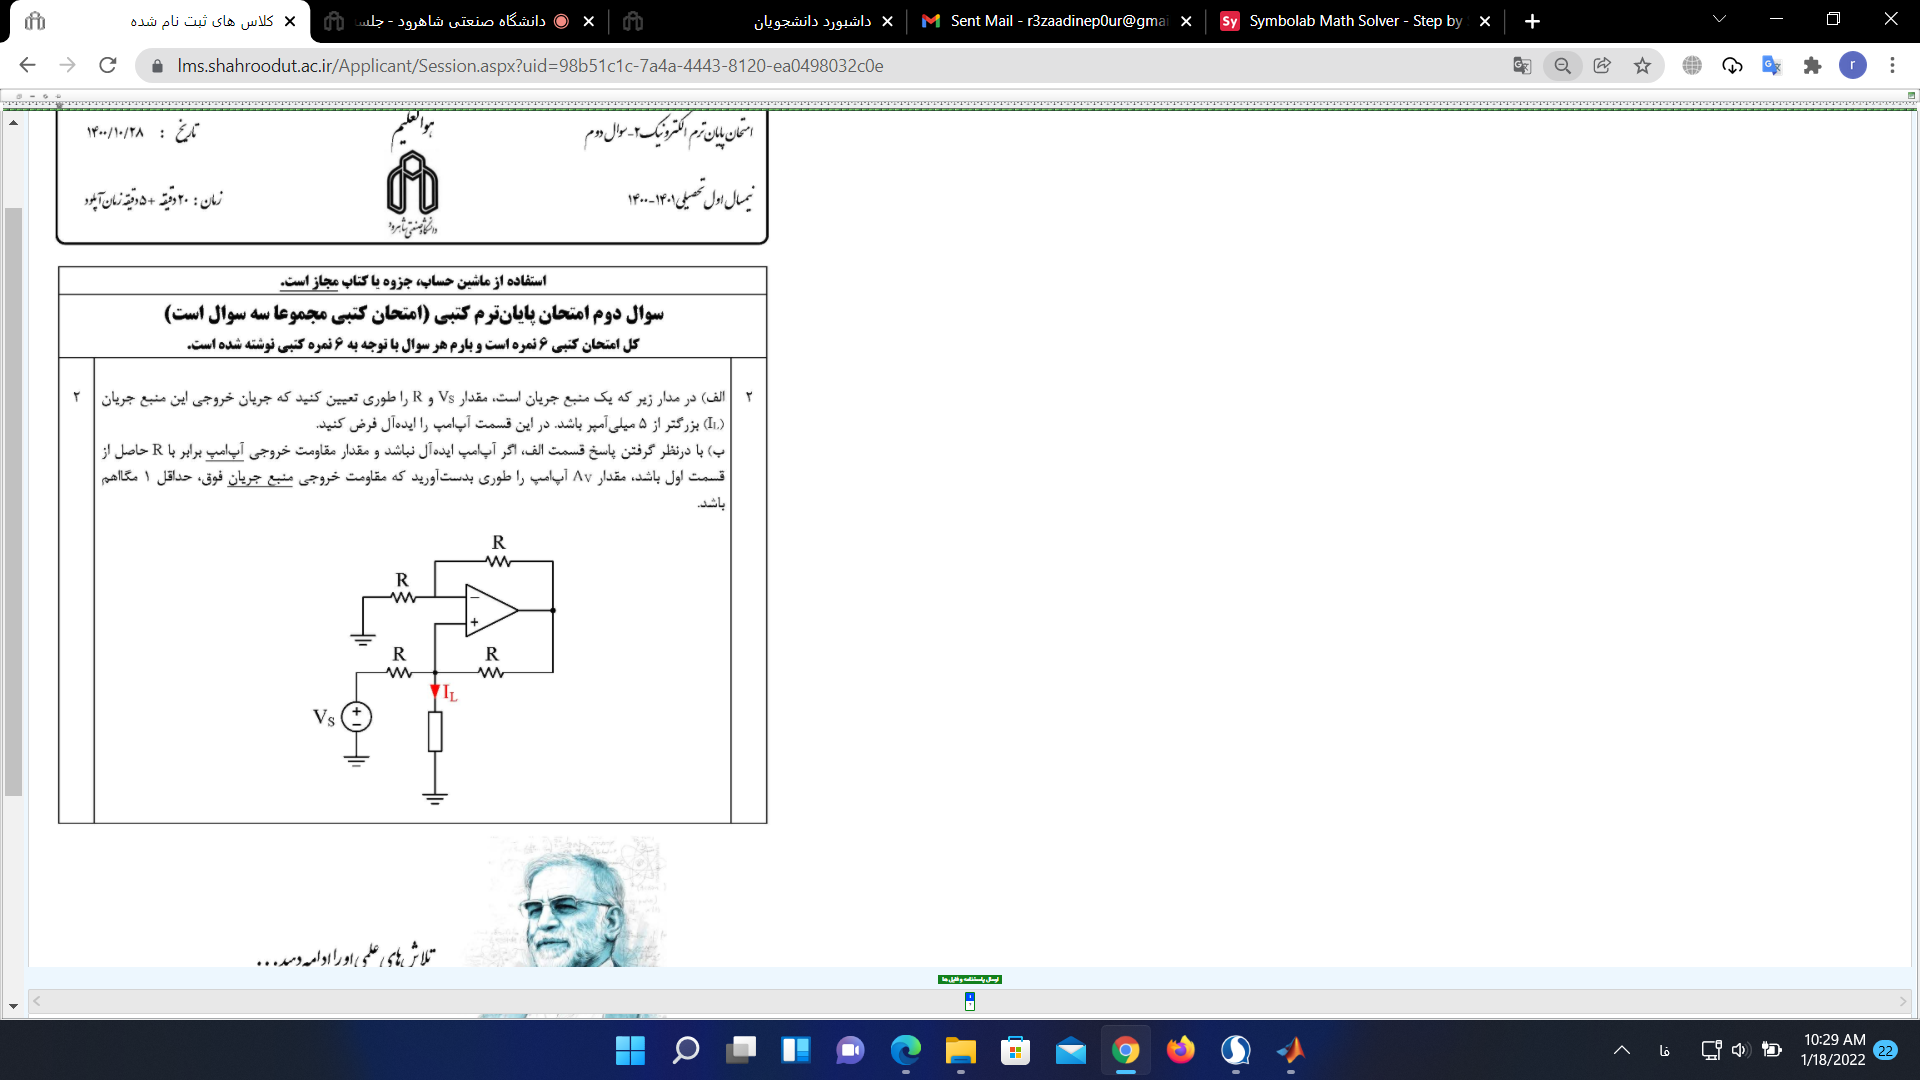 کلاس های ثبت نام شده
دانشگاه صنعتی شاهرود - جلسا
داشبورد دانشجویان
Sent Mail - r3zaadinep0ur@gmai
Symbolab Math Solver - Step by
lms.shahroodut.ac.ir/Applicant/Session.aspx?uid=98b51c1c-7a4a-4443-8120-ea0498032c0e
r
امتحان پایان‌ترم الکترونیک ۲-سوال دوم
هوالعلیم
تاریخ : ۱۴۰۰/۱۰/۲۸
نیمسال اول تحصیلی ۱۴۰۱-۱۴۰۰
زمان : ۲۰ دقیقه + ۵ دقیقه زمان آپلود
دانشگاه صنعتی شاهرود
استفاده از ماشین حساب، جزوه یا کتاب مجاز است.
سوال دوم امتحان پایان‌ترم کتبی (امتحان کتبی مجموعا سه سوال است)
کل امتحان کتبی ۶ نمره است و بارم هر سوال با توجه به ۶ نمره کتبی نوشته شده است.
۲
الف) در مدار زیر که یک منبع جریان است، مقدار VS و R را طوری تعیین کنید که جریان خروجی این منبع جریان
(IL) بزرگتر از ۵ میلی‌آمپر باشد. در این قسمت آپ‌امپ را ایده‌آل فرض کنید.
ب) با درنظر گرفتن پاسخ قسمت الف، اگر آپ‌امپ ایده‌آل نباشد و مقدار مقاومت خروجی آپ‌امپ برابر با R حاصل از
قسمت اول باشد، مقدار Av آپ‌امپ را طوری بدست‌آورید که مقاومت خروجی منبع جریان فوق، حداقل ۱ مگااهم
باشد.
۲
R
R
−
+
R
R
IL
VS
+
−
تلاش های علمی او را ادامه دهید...
ارسال پاسخنامه و فایل ها
فا
10:29 AM
1/18/2022
22